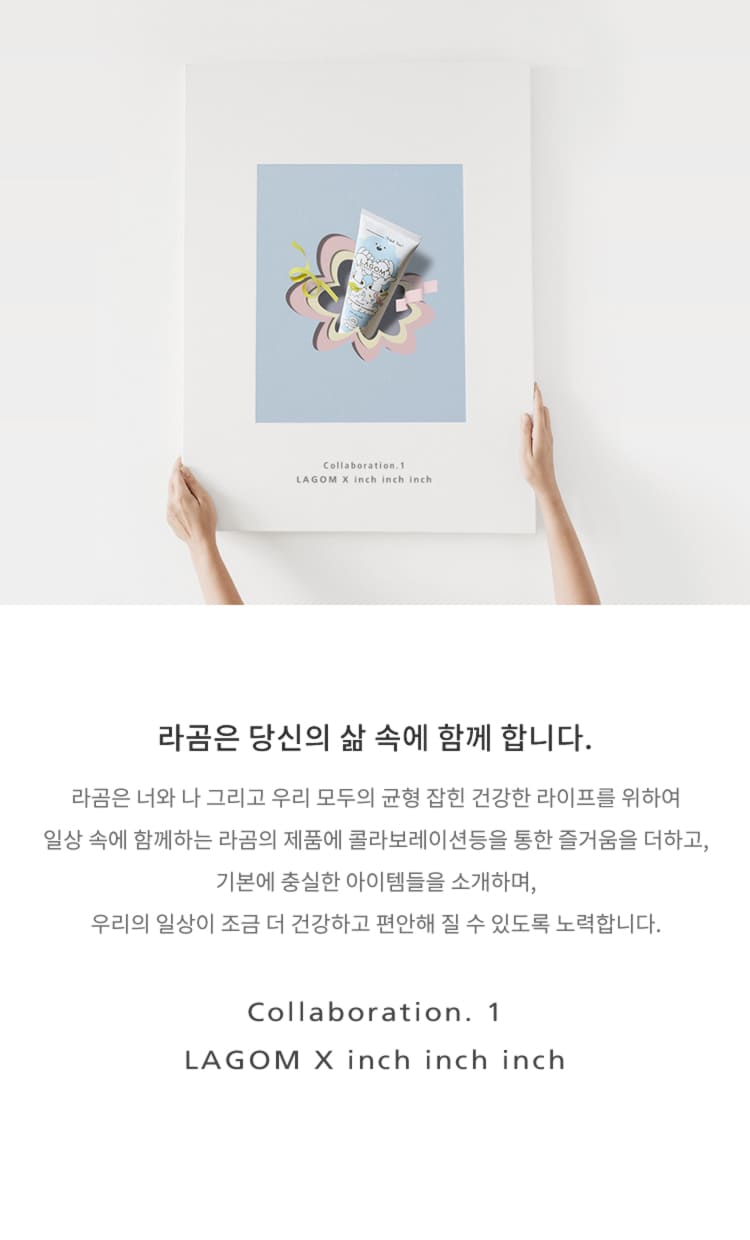 LAGOM
Collaboration.1
LAGOM X inch inch inch
라곰은 당신의 삶 속에 함께 합니다.
라곰은 너와 나 그리고 우리 모두의 균형 잡힌 건강한 라이프를 위하여
일상 속에 함께하는 라곰의 제품에 콜라보레이션등을 통한 즐거움을 더하고,
기본에 충실한 아이템들을 소개하며,
우리의 일상이 조금 더 건강하고 편안해 질 수 있도록 노력합니다.
Collaboration. 1
LAGOM X inch inch inch